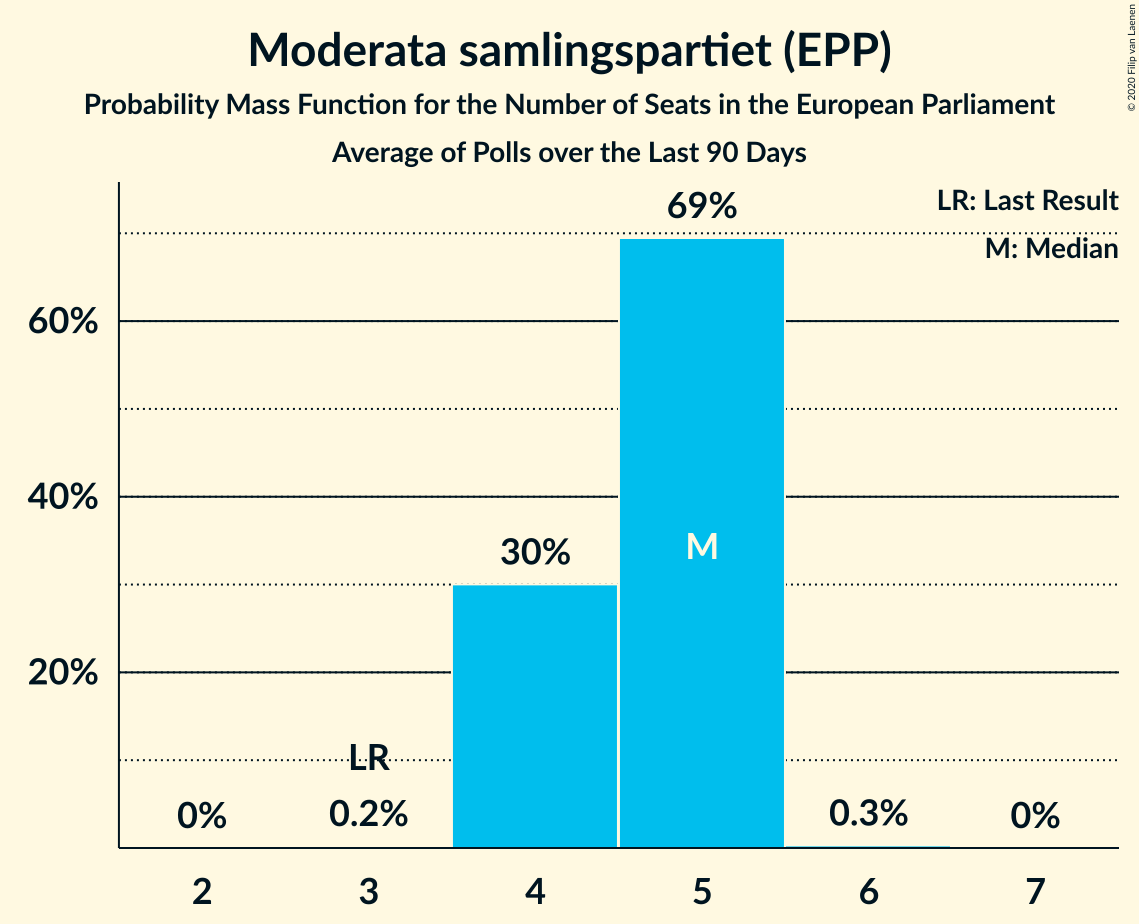 Moderata samlingspartiet (EPP)
Probability Mass Function for the Number of Seats in the European Parliament
Average of Polls over the Last 90 Days
© 2020 Filip van Laenen
LR: Last Result
M: Median
69%
60%
40%
30%
M
20%
LR
0%
0.2%
0.3%
0%
2
3
4
5
6
7